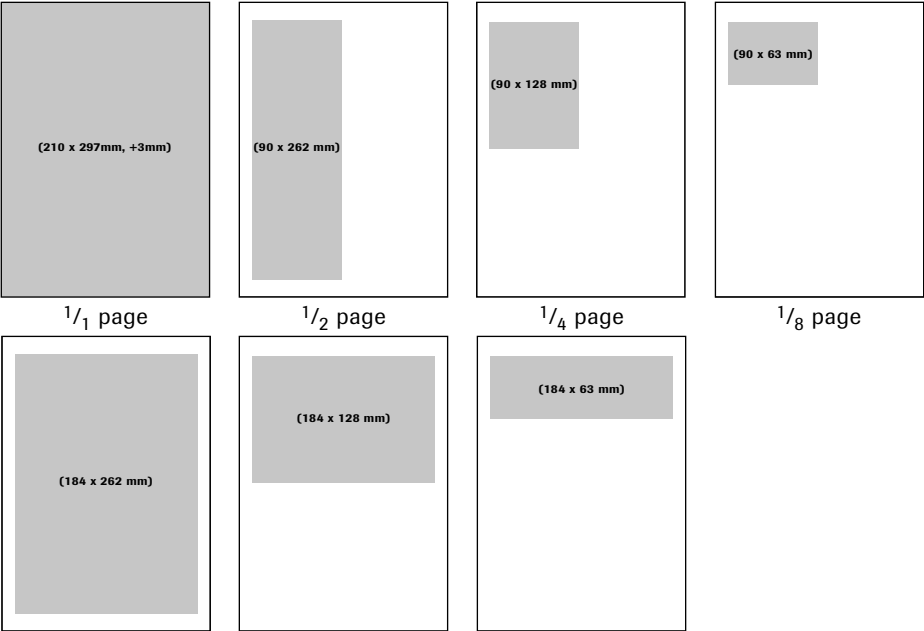 (210 x 297mm, +3mm)
(90 x 262 mm)
(90 x 128 mm)
(90 x 63 mm)
1/1 page
1/2 page
1/4 page
1/8 page
(184 x 262 mm)
(184 x 128 mm)
(184 x 63 mm)